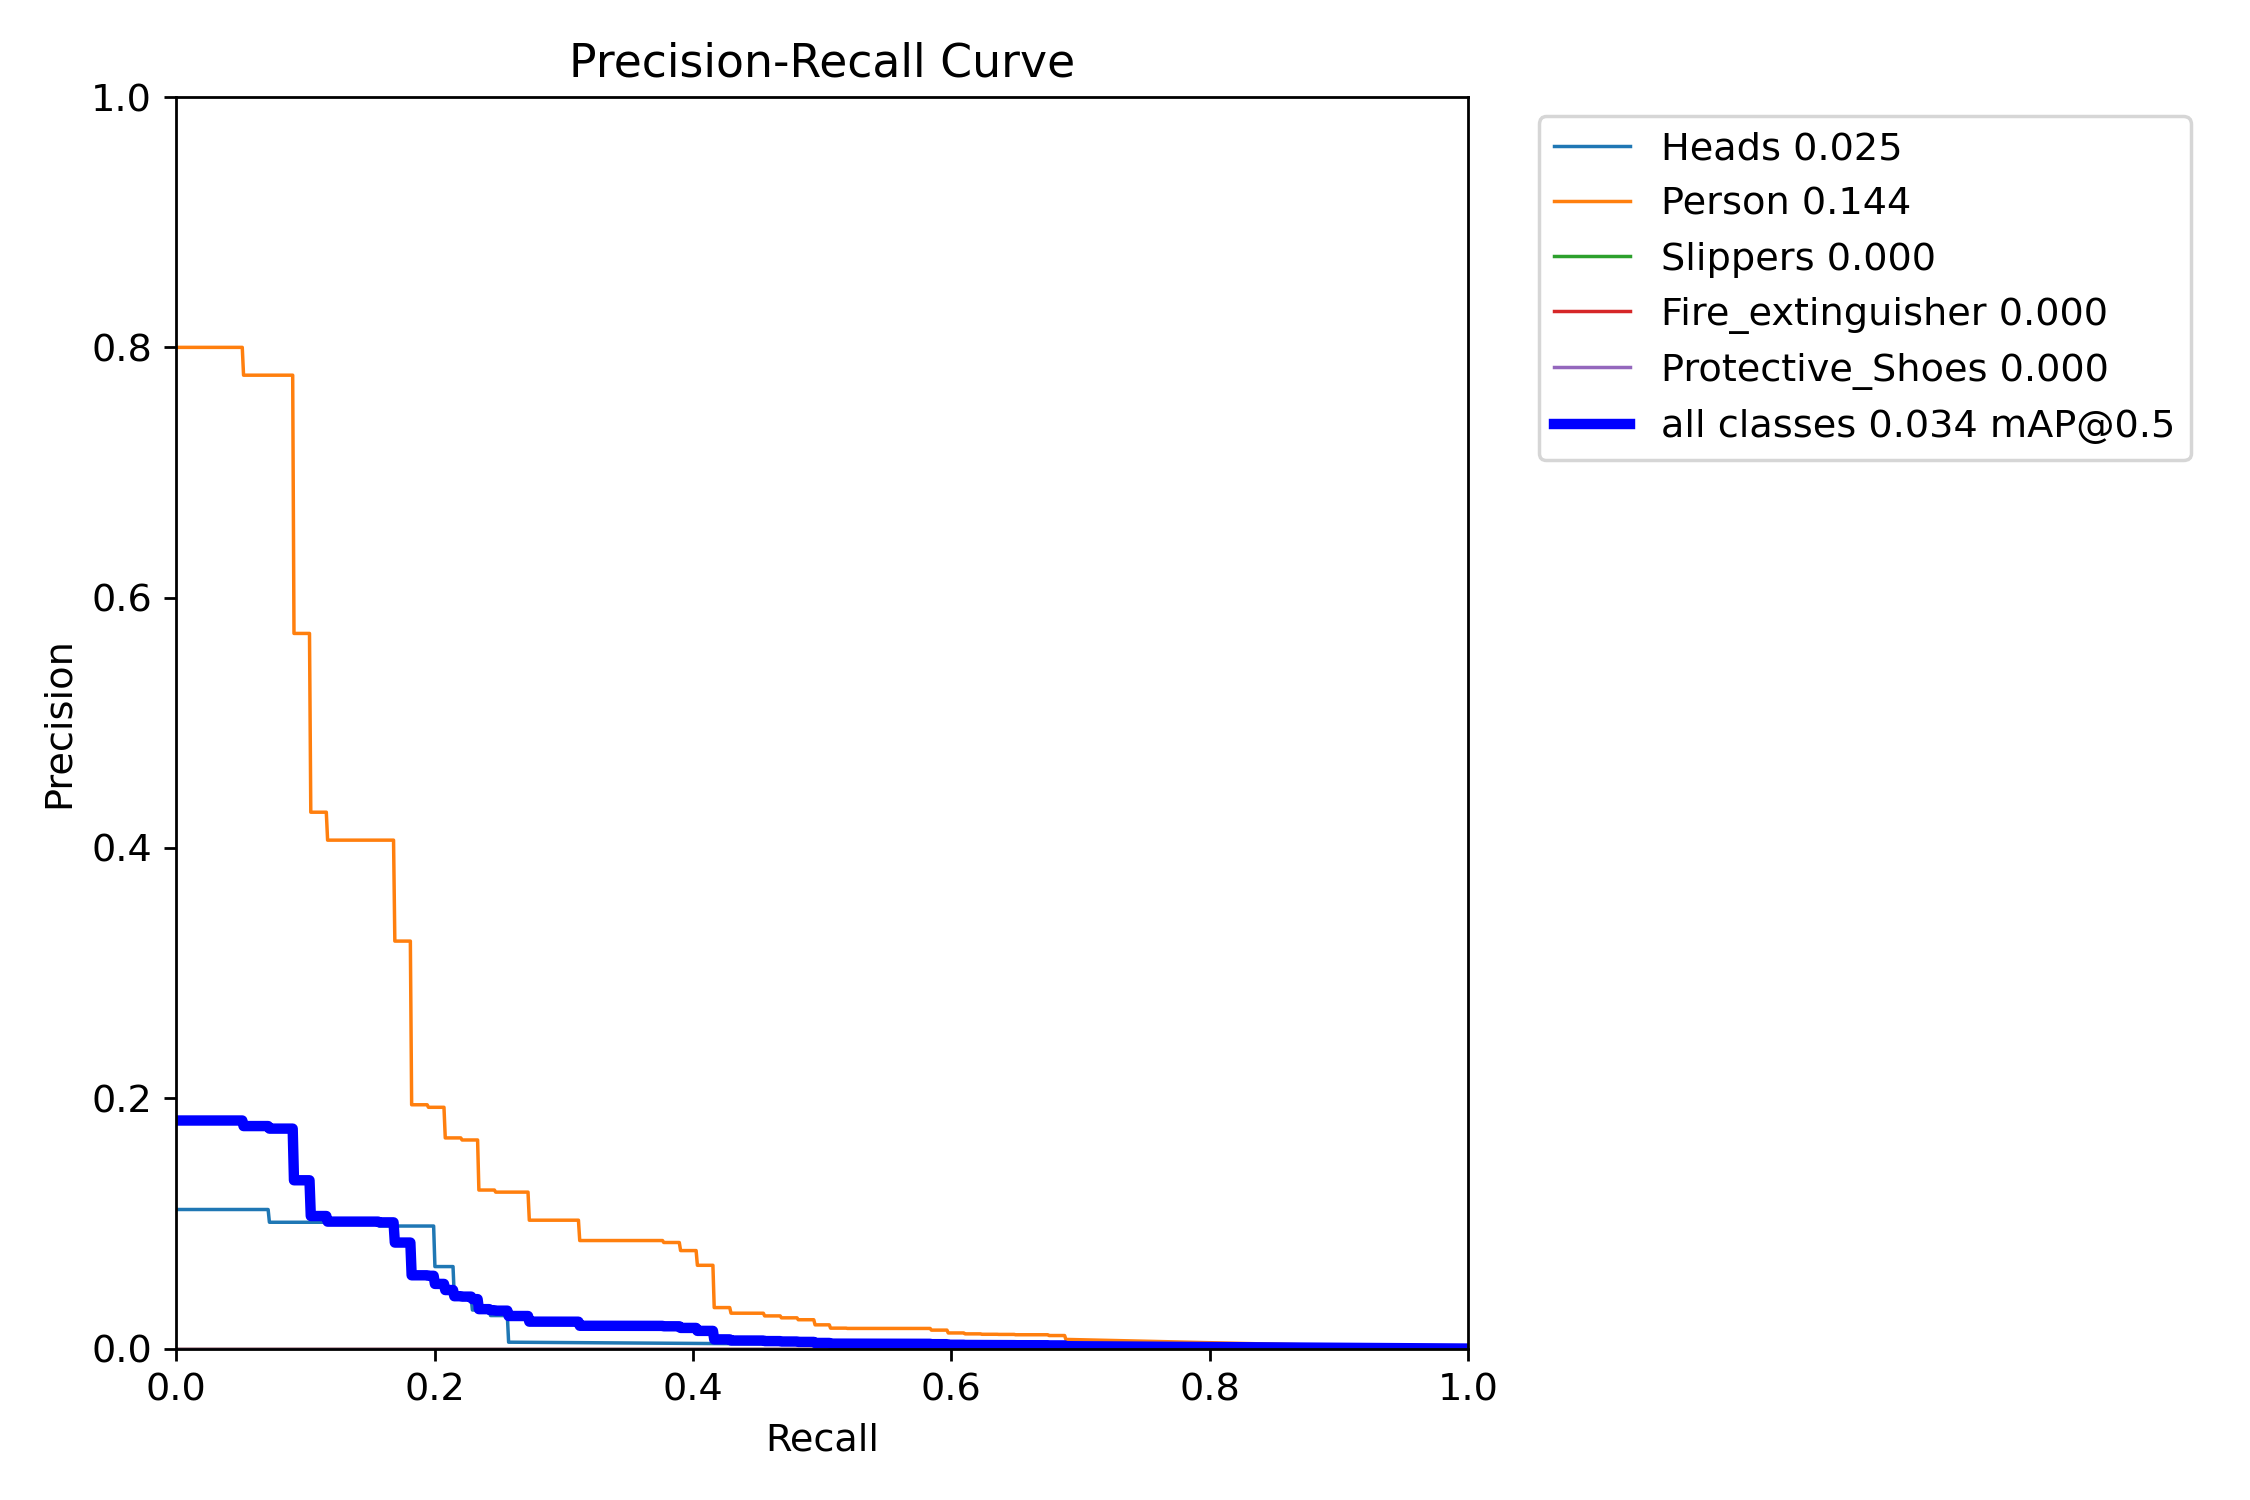 Precision-Recall Curve
1.0
0.8
0.6
0.4
0.2
0.0
Precision
0.0 0.2 0.4 0.6 0.8 1.0
Recall
Heads 0.025
Person 0.144
Slippers 0.000
Fire_extinguisher 0.000
Protective_Shoes 0.000
all classes 0.034 mAP@0.5